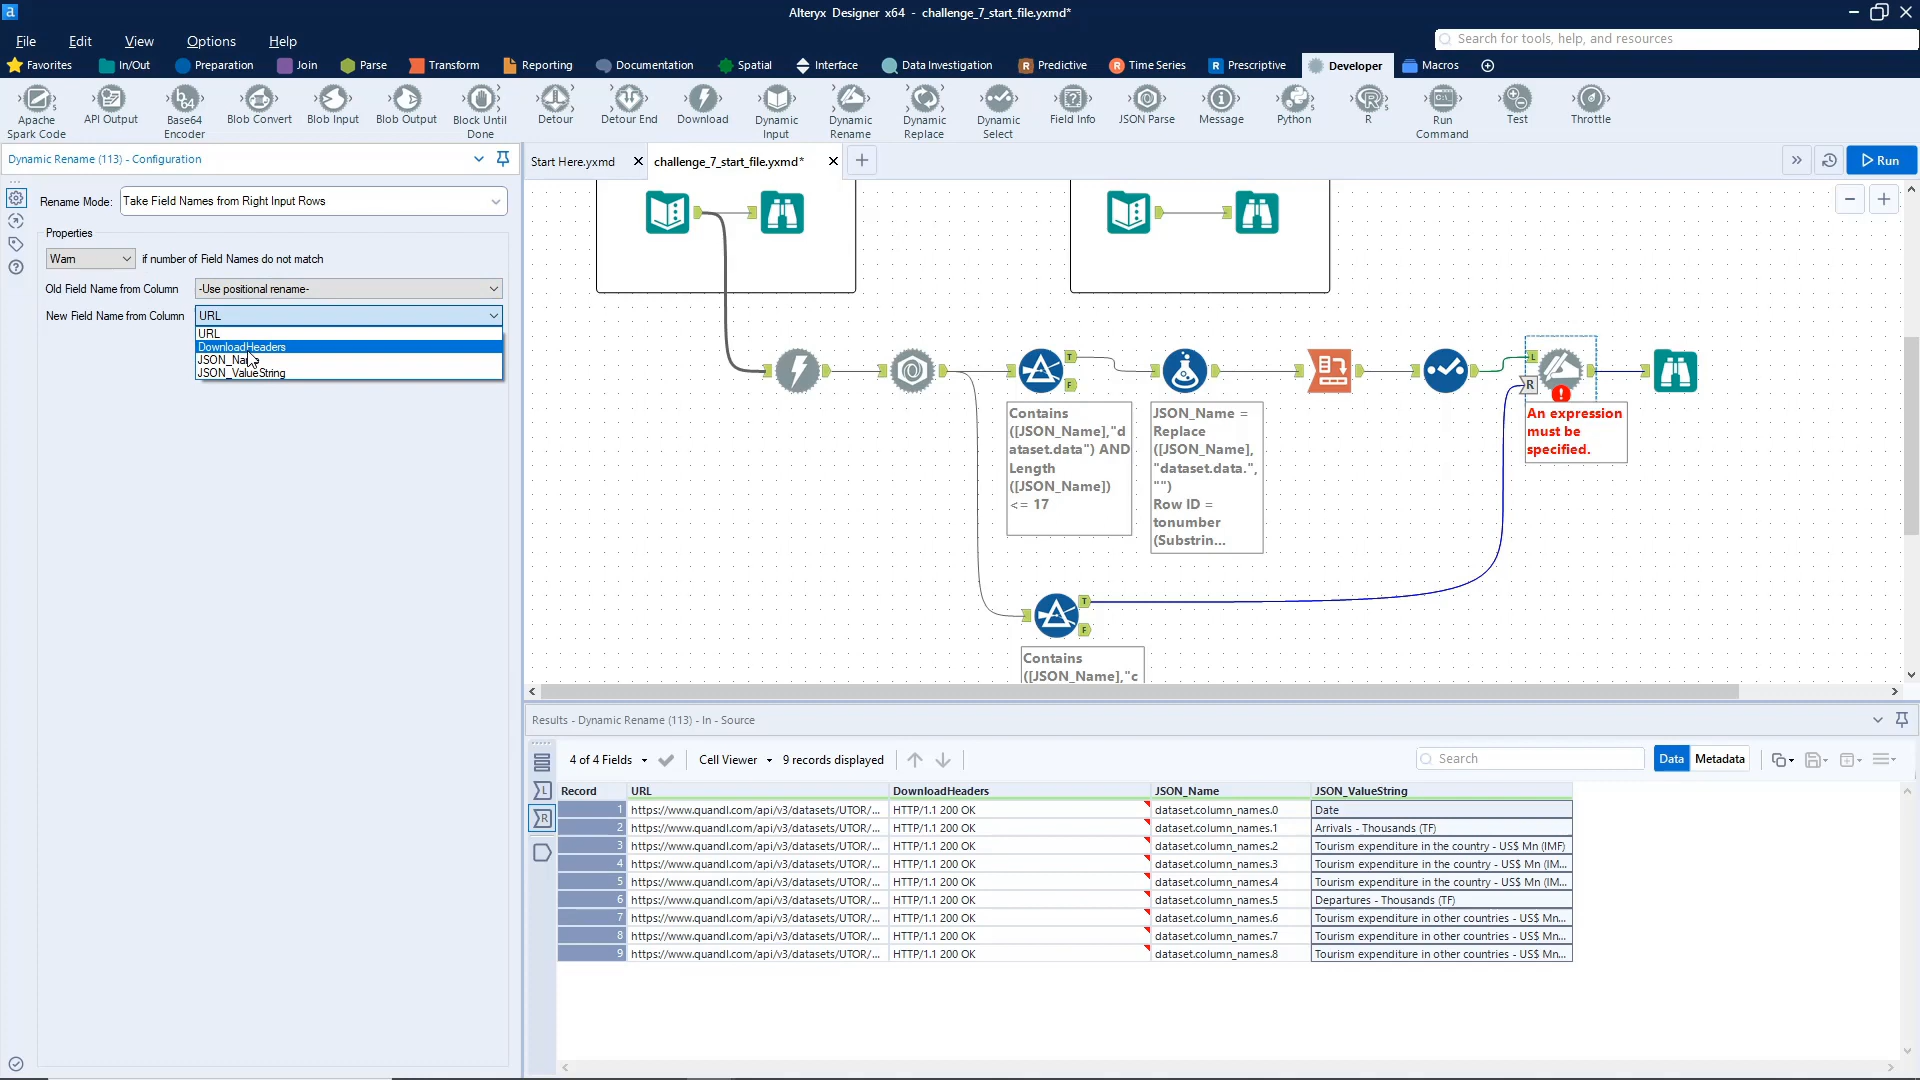 Alteryx Designer x64 - challenge_7_start_file.yxmd*
File Edit View Options Help
Search for tools, help, and resources
Favorites In/Out Preparation Join Parse Transform Reporting Documentation Spatial Interface Data Investigation Predictive Time Series Prescriptive Developer Macros
Apache Spark Code
API Output
Base64 Encoder
Blob Convert
Blob Input
Blob Output
Block Until Done
Detour
Detour End
Download
Dynamic Input
Dynamic Rename
Dynamic Replace
Dynamic Select
Field Info
JSON Parse
Message
Python
R
Run Command
Test
Throttle
Dynamic Rename (113) - Configuration
Start Here.yxmd
challenge_7_start_file.yxmd*
Run
Rename Mode: Take Field Names from Right Input Rows
Properties
Warn if number of Field Names do not match
Old Field Name from Column -Use positional rename-
New Field Name from Column URL
URL
DownloadHeaders
JSON_Name
JSON_ValueString
Contains
([JSON_Name],"d
ataset.data") AND
Length
([JSON_Name])
<= 17
JSON_Name =
Replace
([JSON_Name],
"dataset.data.",
"")
Row ID =
tonumber
(Substrin...
An expression
must be
specified.
Contains
([JSON_Name],"c
Results - Dynamic Rename (113) - In - Source
4 of 4 Fields Cell Viewer 9 records displayed Search Data Metadata
Record URL DownloadHeaders JSON_Name JSON_ValueString
1 https://www.quandl.com/api/v3/datasets/UTOR/... HTTP/1.1 200 OK dataset.column_names.0 Date
2 https://www.quandl.com/api/v3/datasets/UTOR/... HTTP/1.1 200 OK dataset.column_names.1 Arrivals - Thousands (TF)
3 https://www.quandl.com/api/v3/datasets/UTOR/... HTTP/1.1 200 OK dataset.column_names.2 Tourism expenditure in the country - US$ Mn (IMF)
4 https://www.quandl.com/api/v3/datasets/UTOR/... HTTP/1.1 200 OK dataset.column_names.3 Tourism expenditure in the country - US$ Mn (IM...
5 https://www.quandl.com/api/v3/datasets/UTOR/... HTTP/1.1 200 OK dataset.column_names.4 Tourism expenditure in the country - US$ Mn (IM...
6 https://www.quandl.com/api/v3/datasets/UTOR/... HTTP/1.1 200 OK dataset.column_names.5 Departures - Thousands (TF)
7 https://www.quandl.com/api/v3/datasets/UTOR/... HTTP/1.1 200 OK dataset.column_names.6 Tourism expenditure in other countries - US$ Mn...
8 https://www.quandl.com/api/v3/datasets/UTOR/... HTTP/1.1 200 OK dataset.column_names.7 Tourism expenditure in other countries - US$ Mn...
9 https://www.quandl.com/api/v3/datasets/UTOR/... HTTP/1.1 200 OK dataset.column_names.8 Tourism expenditure in other countries - US$ Mn...